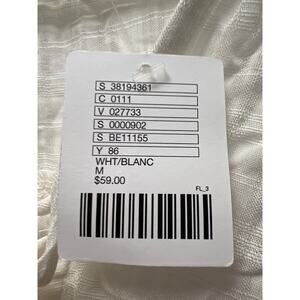 S 38194361
C 0111
V 027733
S 0000902
S BE11155
Y 86
WHT/BLANC
M
$59.00
FL_3